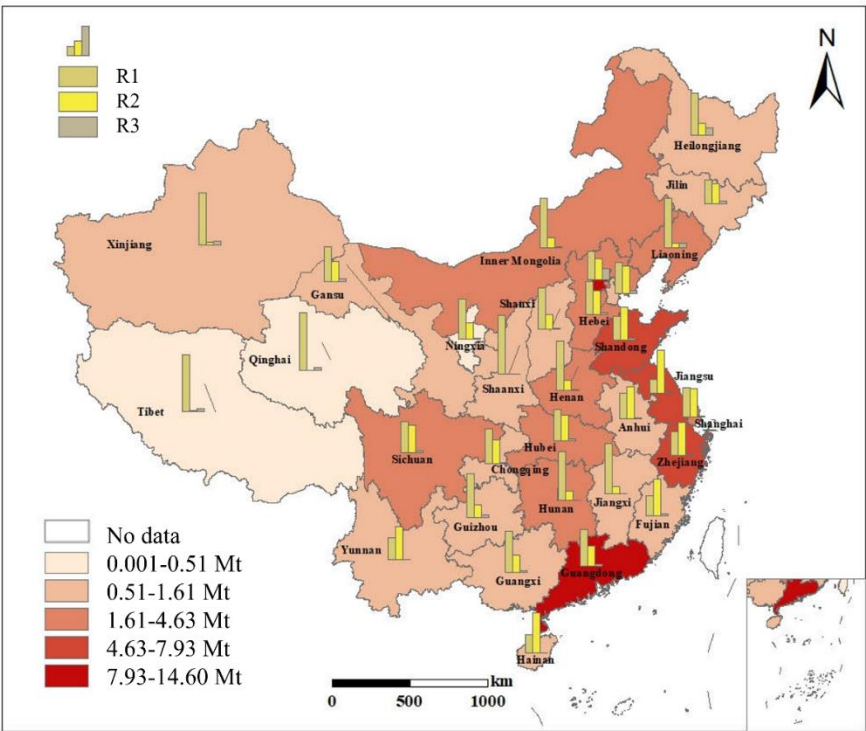 R1
R2
R3
N
Heilongjiang
Jilin
Liaoning
Inner Mongolia
Xinjiang
Gansu
Shanxi
Hebei
Ningxia
Shandong
Qinghai
Shaanxi
Henan
Jiangsu
Tibet
Anhui
Shanghai
Hubei
Sichuan
Chongqing
Zhejiang
Hunan
Jiangxi
Guizhou
Fujian
Yunnan
Guangxi
Guangdong
Hainan
No data
0.001-0.51 Mt
0.51-1.61 Mt
1.61-4.63 Mt
4.63-7.93 Mt
7.93-14.60 Mt
km
0 500 1000